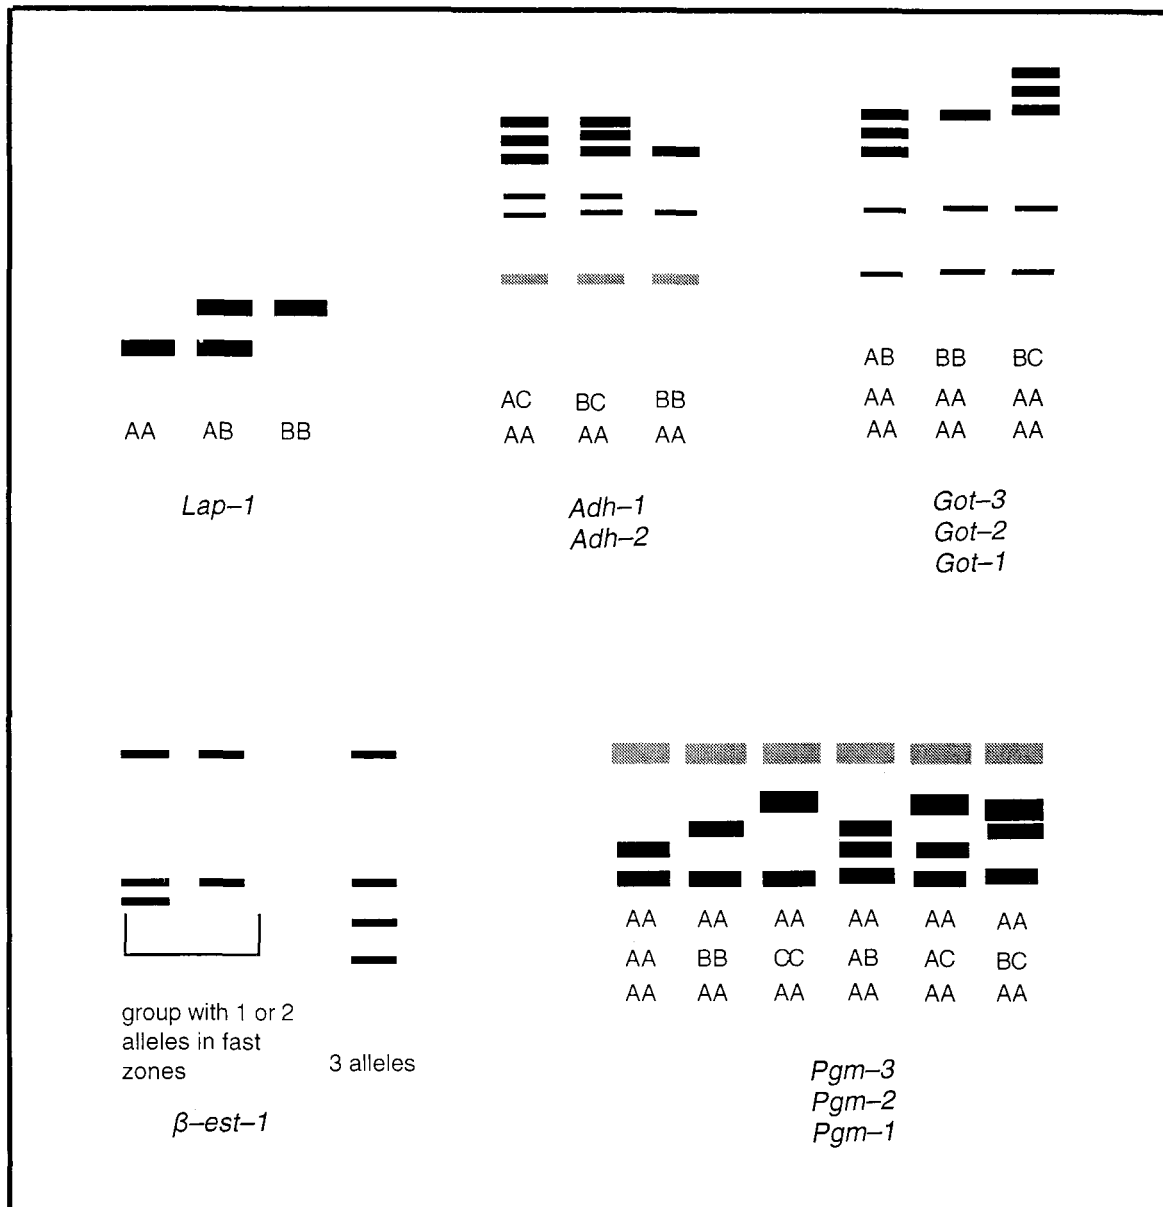 AA AB BB
Lap–1
AC BC BB
AA AA AA
Adh–1
Adh–2
AB BB BC
AA AA AA
AA AA AA
Got–3
Got–2
Got–1
group with 1 or 2
alleles in fast
zones
3 alleles
β–est–1
AA AA AA AA AA AA
AA BB CC AB AC BC
AA AA AA AA AA AA
Pgm–3
Pgm–2
Pgm–1